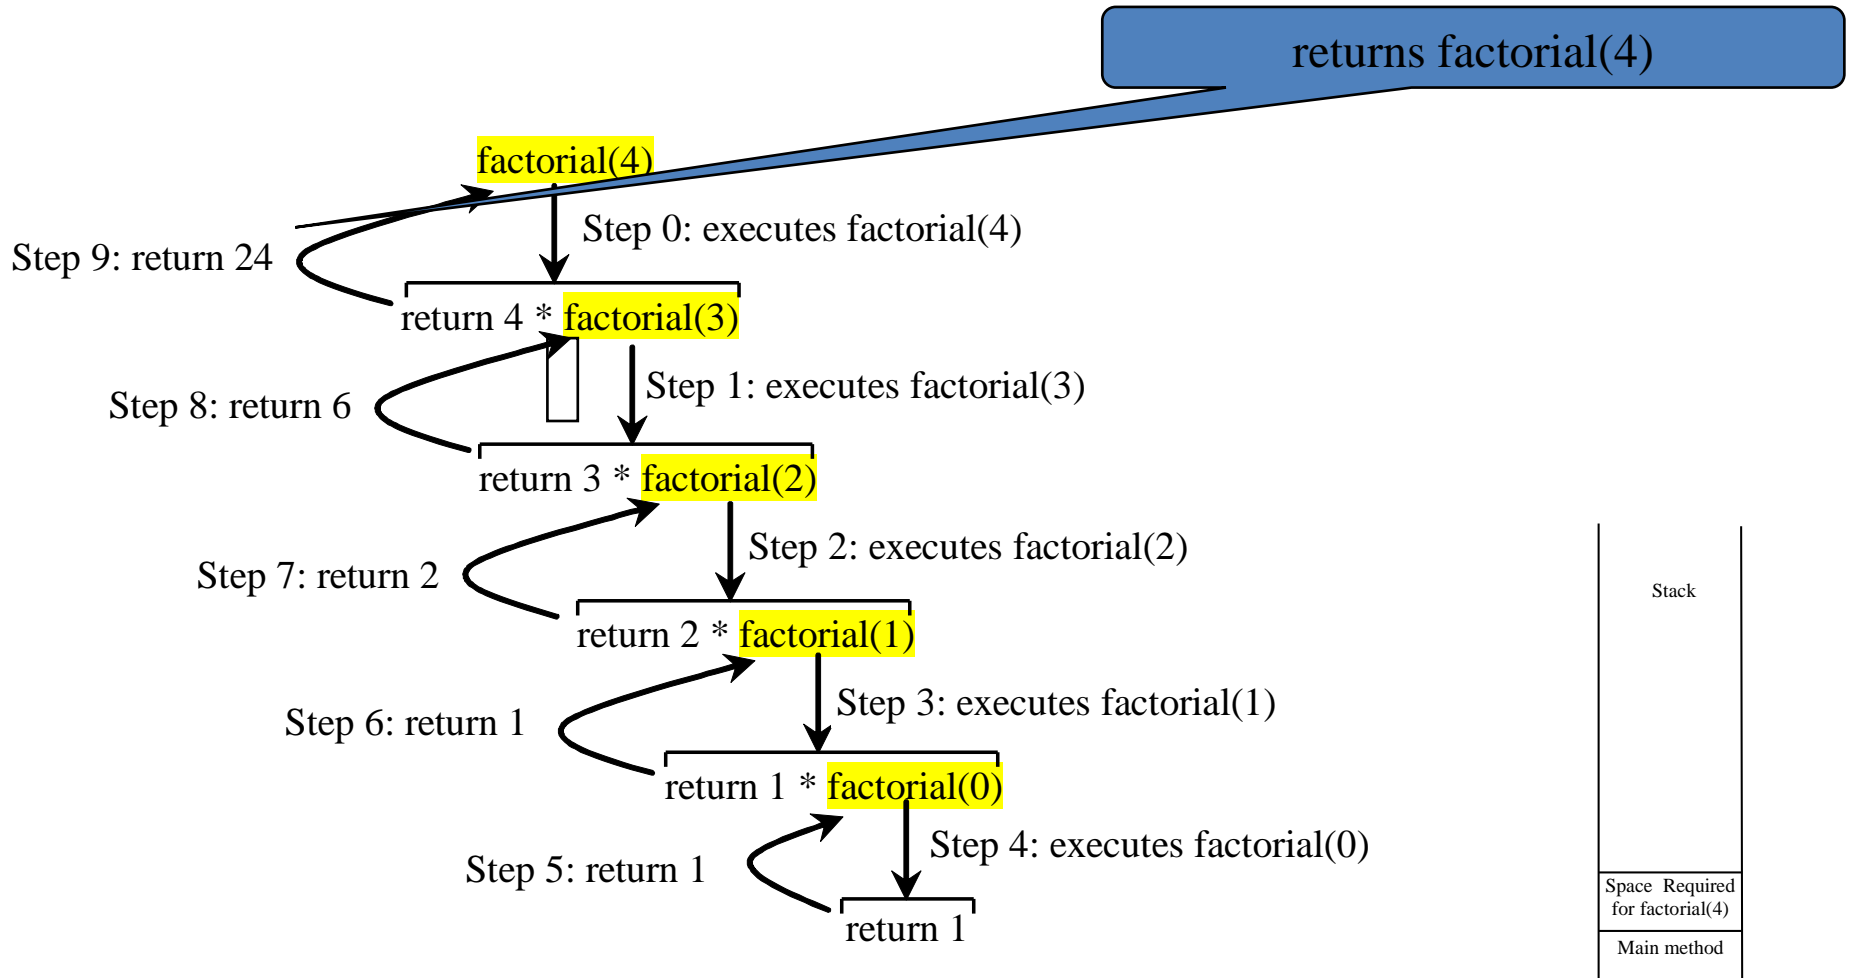 returns factorial(4)
factorial(4)
Step 0: executes factorial(4)
Step 9: return 24
return 4 * factorial(3)
Step 1: executes factorial(3)
Step 8: return 6
return 3 * factorial(2)
Step 2: executes factorial(2)
Step 7: return 2
return 2 * factorial(1)
Step 3: executes factorial(1)
Step 6: return 1
return 1 * factorial(0)
Step 4: executes factorial(0)
Step 5: return 1
return 1
Stack
Space Required
for factorial(4)
Main method